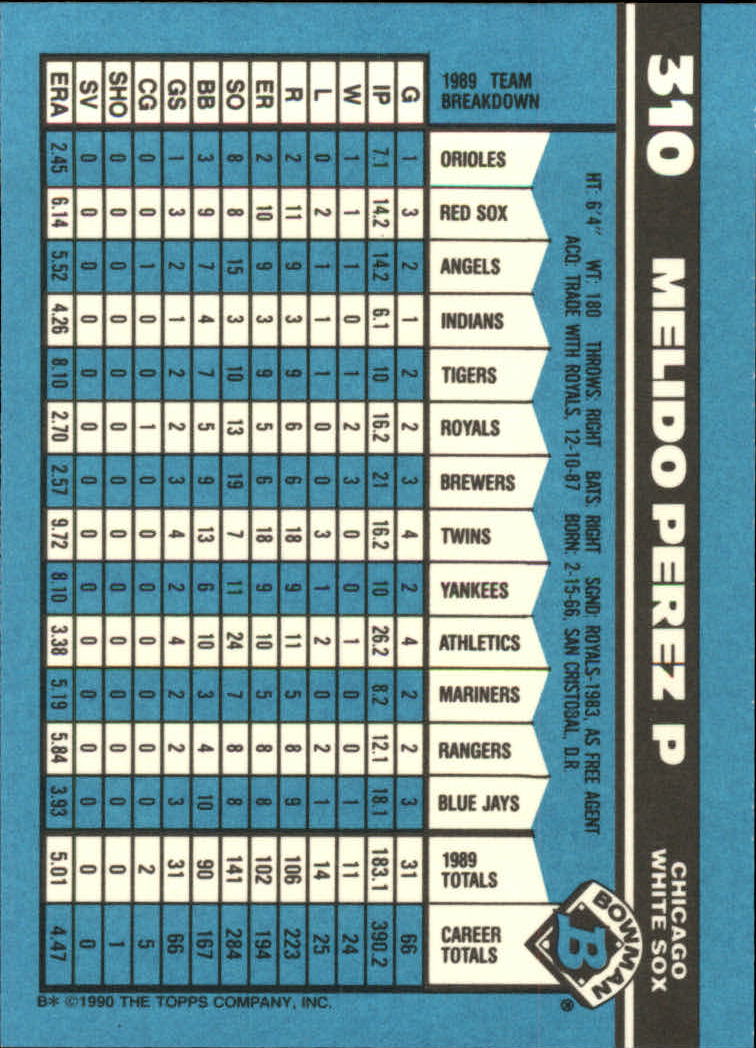 310 MELIDO PEREZ P
CHICAGO
WHITE SOX
HT: 6'4" WT: 180 THROWS: RIGHT BATS: RIGHT SGND: ROYALS-1983, AS FREE AGENT
ACQ: TRADE WITH ROYALS, 12-10-87 BORN: 2-15-66, SAN CRISTOBAL, D.R.
BOWMAN
B
®
1989 TEAM
BREAKDOWN
G IP W L R ER SO BB GS CG SHO SV ERA
ORIOLES 1 7.1 1 0 2 2 8 3 1 0 0 0 2.45
RED SOX 3 14.2 1 2 11 10 8 9 3 0 0 0 6.14
ANGELS 2 14.2 1 1 9 9 15 7 2 1 0 0 5.52
INDIANS 1 6.1 0 1 3 3 3 4 1 0 0 0 4.26
TIGERS 2 10 1 1 9 9 10 7 2 0 0 0 8.10
ROYALS 2 16.2 2 0 6 5 13 5 2 1 0 0 2.70
BREWERS 3 21 3 0 6 6 19 9 3 0 0 0 2.57
TWINS 4 16.2 0 3 18 18 7 13 4 0 0 0 9.72
YANKEES 2 10 0 1 9 9 11 6 2 0 0 0 8.10
ATHLETICS 4 26.2 1 2 11 10 24 10 4 0 0 0 3.38
MARINERS 2 8.2 0 0 5 5 7 3 2 0 0 0 5.19
RANGERS 2 12.1 0 2 8 8 8 4 2 0 0 0 5.84
BLUE JAYS 3 18.1 1 1 9 8 8 10 3 0 0 0 3.93
1989
TOTALS 31 183.1 11 14 106 102 141 90 31 2 0 0 5.01
CAREER
TOTALS 66 390.2 24 25 223 194 284 167 66 5 1 0 4.47
B* ©1990 THE TOPPS COMPANY, INC.